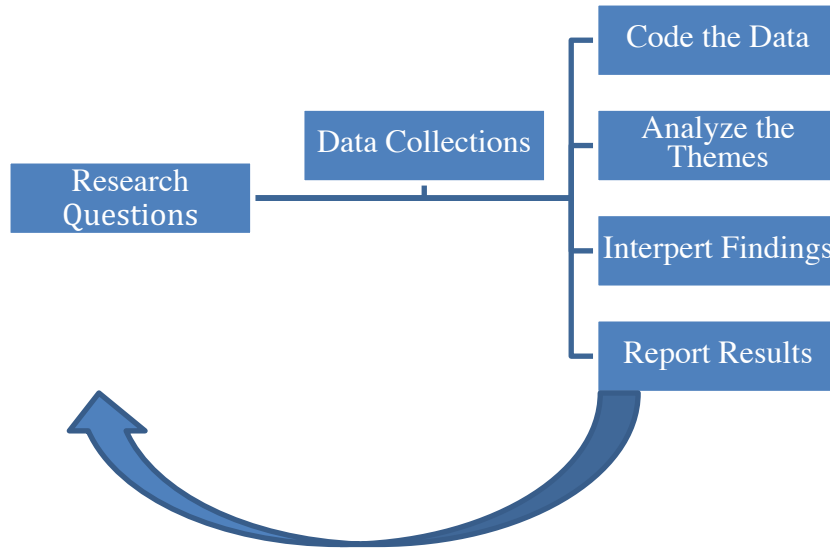 Research
Questions
Data Collections
Code the Data
Analyze the
Themes
Interpert Findings
Report Results